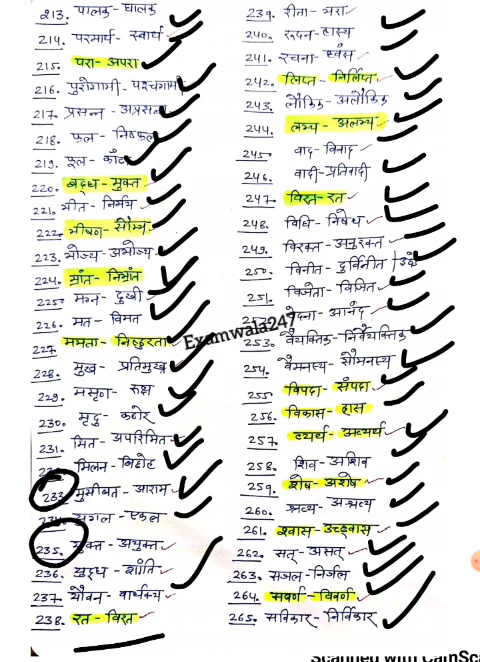 213. पालक - घालक
214. परमार्थ - स्वार्थ
215. परा - अपरा
216. पुरोगामी - पश्चगामी
217. प्रसन्न - अप्रसन्न
218. फल - निष्फल
219. फूल - काँटा
220. बद्ध - मुक्त
221. भीत - निर्भय
222. भीषण - सौम्य
223. भोज्य - अभोज्य
224. भ्रांत - निर्भ्रांत
225. मग्न - दुखी
226. मत - विमत
227. ममता - निष्ठुरता
228. मुख - प्रतिमुख
229. मसृण - रूक्ष
230. मृदु - कठोर
231. मित - अपरिमित
मिलन - बिछोह
233. मुसीबत - आराम
234. यगल - एकल
235. युक्त - अयुक्त
236. युद्ध - शांति
237. यौवन - वार्धक्य
238. रत - विरत
239. रीता - भरा
240. रूदन - हास्य
241. रचना - ध्वंस
242. लिप्त - निर्लिप्त
243. लौकिक - अलौकिक
244. लभ्य - अलभ्य
245 वाद - विवाद
246. वादी - प्रतिवादी
247. विरत - रत
248. विधि - निषेध
249. विरक्त - अनुरक्त
250. विनीत - दुर्विनीत
251. विजेता - विजित
252. वेदना - आनंद
253. वैयक्तिक - निर्वैयक्तिक
254. वैमनस्य - सौमनस्य
255 विपदा - संपदा
256. विकास - ह्रास
257. व्यर्थ - अव्यर्थ
258. शिव - अशिव
259. शेष - अशेष
260. श्रव्य - अश्रव्य
261. श्वास - उच्छ्वास
262. सत् - असत्
263. सजल - निर्जल
264. सवर्ण - विवर्ण
265. सविकार - निर्विकार
Examwala247
Scanned with CamSc